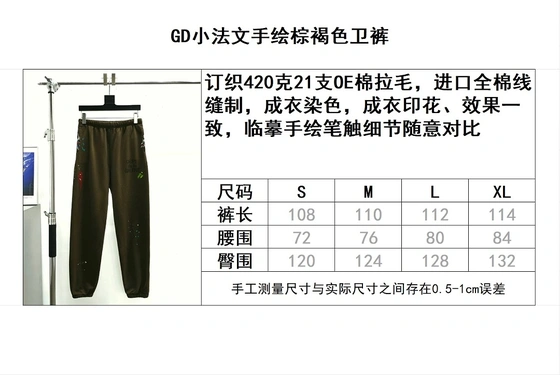 GD小法文手绘棕褐色卫裤
订织420克21支OE棉拉毛，进口全棉线
缝制，成衣染色，成衣印花、效果一
致，临摹手绘笔触细节随意对比
尺码 S M L XL
裤长 108 110 112 114
腰围 72 76 80 84
臀围 120 124 128 132
手工测量尺寸与实际尺寸之间存在0.5-1cm误差